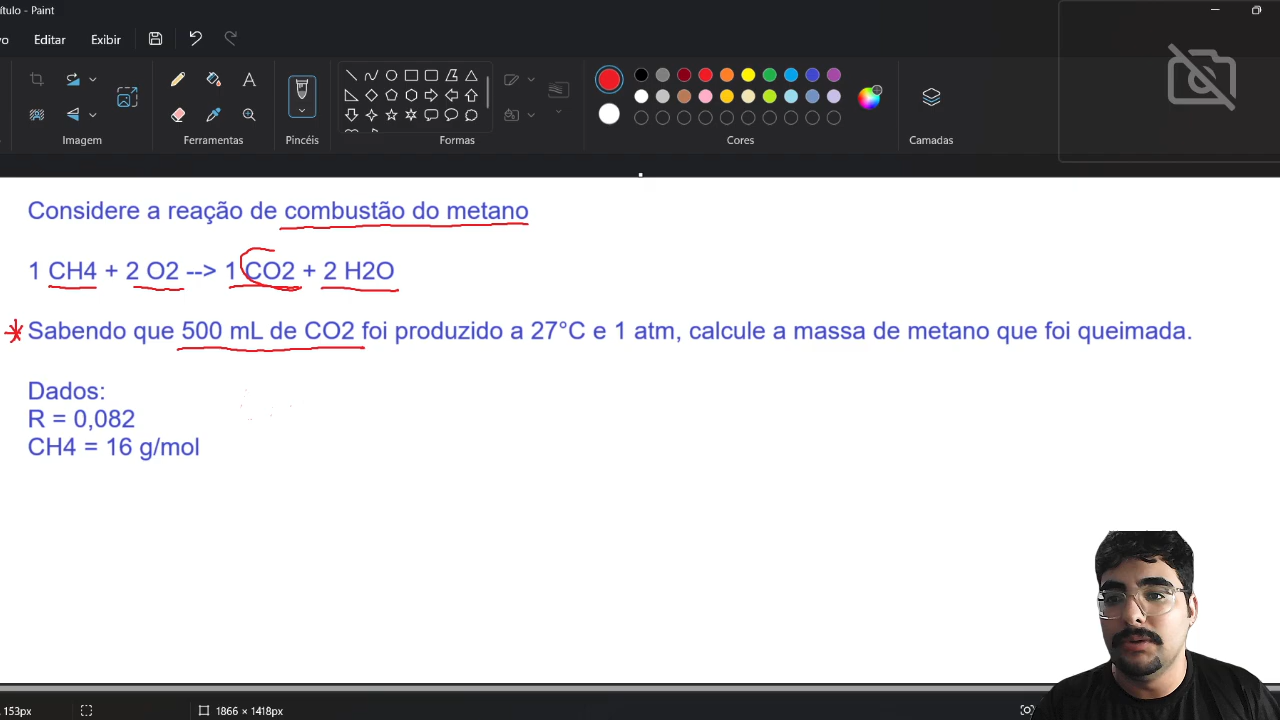 ítulo - Paint
vo Editar Exibir
Imagem Ferramentas Pincéis Formas Cores Camadas
Considere a reação de combustão do metano
1 CH4 + 2 O2 --> 1 CO2 + 2 H2O
Sabendo que 500 mL de CO2 foi produzido a 27°C e 1 atm, calcule a massa de metano que foi queimada.
Dados:
R = 0,082
CH4 = 16 g/mol
153px 1866 × 1418px